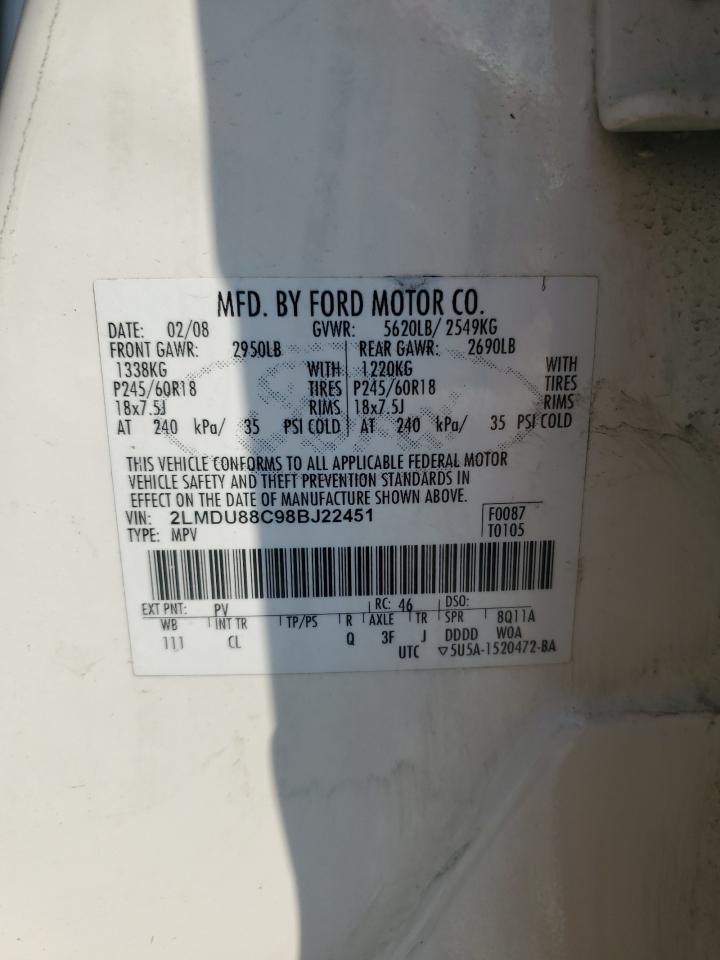 MFD. BY FORD MOTOR CO.
DATE: 02/08 GVWR: 5620LB/ 2549KG
FRONT GAWR: 2950LB REAR GAWR: 2690LB
1338KG WITH 1220KG WITH
P245/60R18 TIRES P245/60R18 TIRES
18x7.5J RIMS 18x7.5J RIMS
AT 240 kPa/ 35 PSI COLD AT 240 kPa/ 35 PSI COLD
THIS VEHICLE CONFORMS TO ALL APPLICABLE FEDERAL MOTOR
VEHICLE SAFETY AND THEFT PREVENTION STANDARDS IN
EFFECT ON THE DATE OF MANUFACTURE SHOWN ABOVE.
VIN: 2LMDU88C98BJ22451 F0087
TYPE: MPV T0105
EXT PNT: PV RC: 46 DSO:
WB INT TR TP/PS R AXLE TR SPR 8Q11A
111 CL Q 3F J DDDD WOA
UTC ▽5U5A-1520472-BA